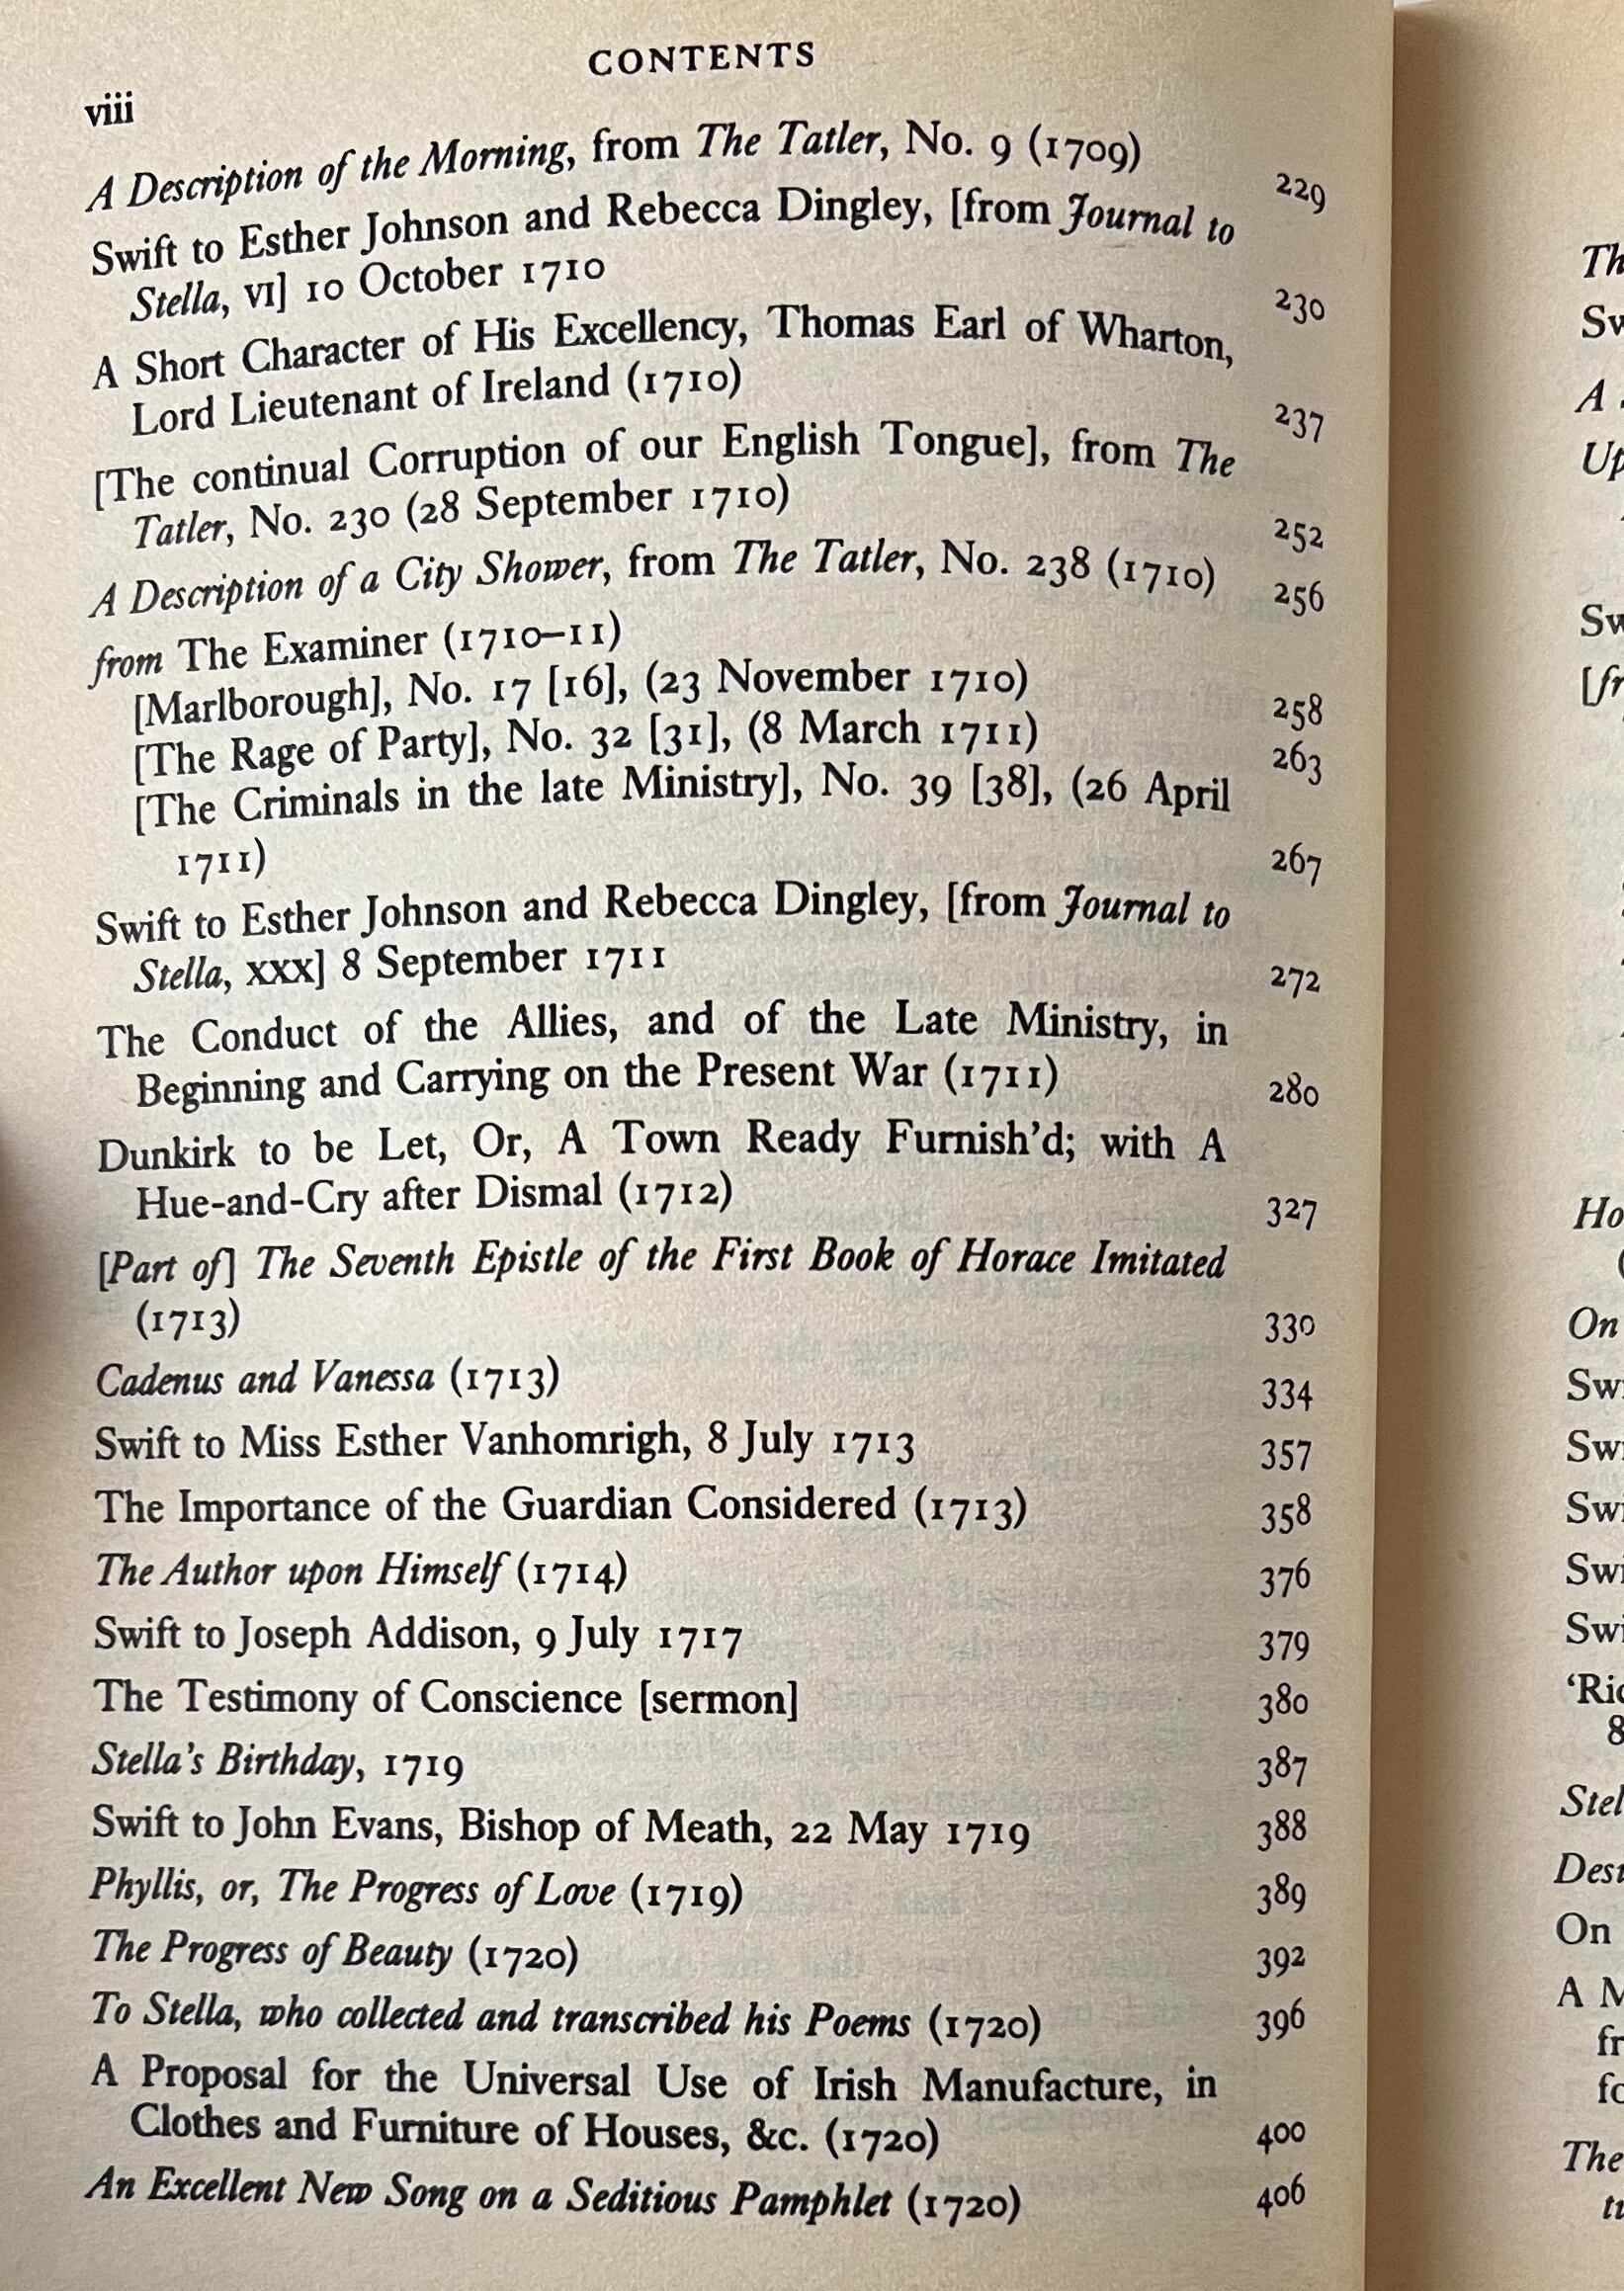 CONTENTS
viii
A Description of the Morning, from The Tatler, No. 9 (1709) 229
Swift to Esther Johnson and Rebecca Dingley, [from Journal to
Stella, VI] 10 October 1710 230
A Short Character of His Excellency, Thomas Earl of Wharton,
Lord Lieutenant of Ireland (1710) 237
[The continual Corruption of our English Tongue], from The
Tatler, No. 230 (28 September 1710) 252
A Description of a City Shower, from The Tatler, No. 238 (1710) 256
from The Examiner (1710–11)
[Marlborough], No. 17 [16], (23 November 1710) 258
[The Rage of Party], No. 32 [31], (8 March 1711) 263
[The Criminals in the late Ministry], No. 39 [38], (26 April
1711) 267
Swift to Esther Johnson and Rebecca Dingley, [from Journal to
Stella, XXX] 8 September 1711 272
The Conduct of the Allies, and of the Late Ministry, in
Beginning and Carrying on the Present War (1711) 280
Dunkirk to be Let, Or, A Town Ready Furnish'd; with A
Hue-and-Cry after Dismal (1712) 327
[Part of] The Seventh Epistle of the First Book of Horace Imitated
(1713) 330
Cadenus and Vanessa (1713) 334
Swift to Miss Esther Vanhomrigh, 8 July 1713 357
The Importance of the Guardian Considered (1713) 358
The Author upon Himself (1714) 376
Swift to Joseph Addison, 9 July 1717 379
The Testimony of Conscience [sermon] 380
Stella's Birthday, 1719 387
Swift to John Evans, Bishop of Meath, 22 May 1719 388
Phyllis, or, The Progress of Love (1719) 389
The Progress of Beauty (1720) 392
To Stella, who collected and transcribed his Poems (1720) 396
A Proposal for the Universal Use of Irish Manufacture, in
Clothes and Furniture of Houses, &c. (1720) 400
An Excellent New Song on a Seditious Pamphlet (1720) 406
A
On
A